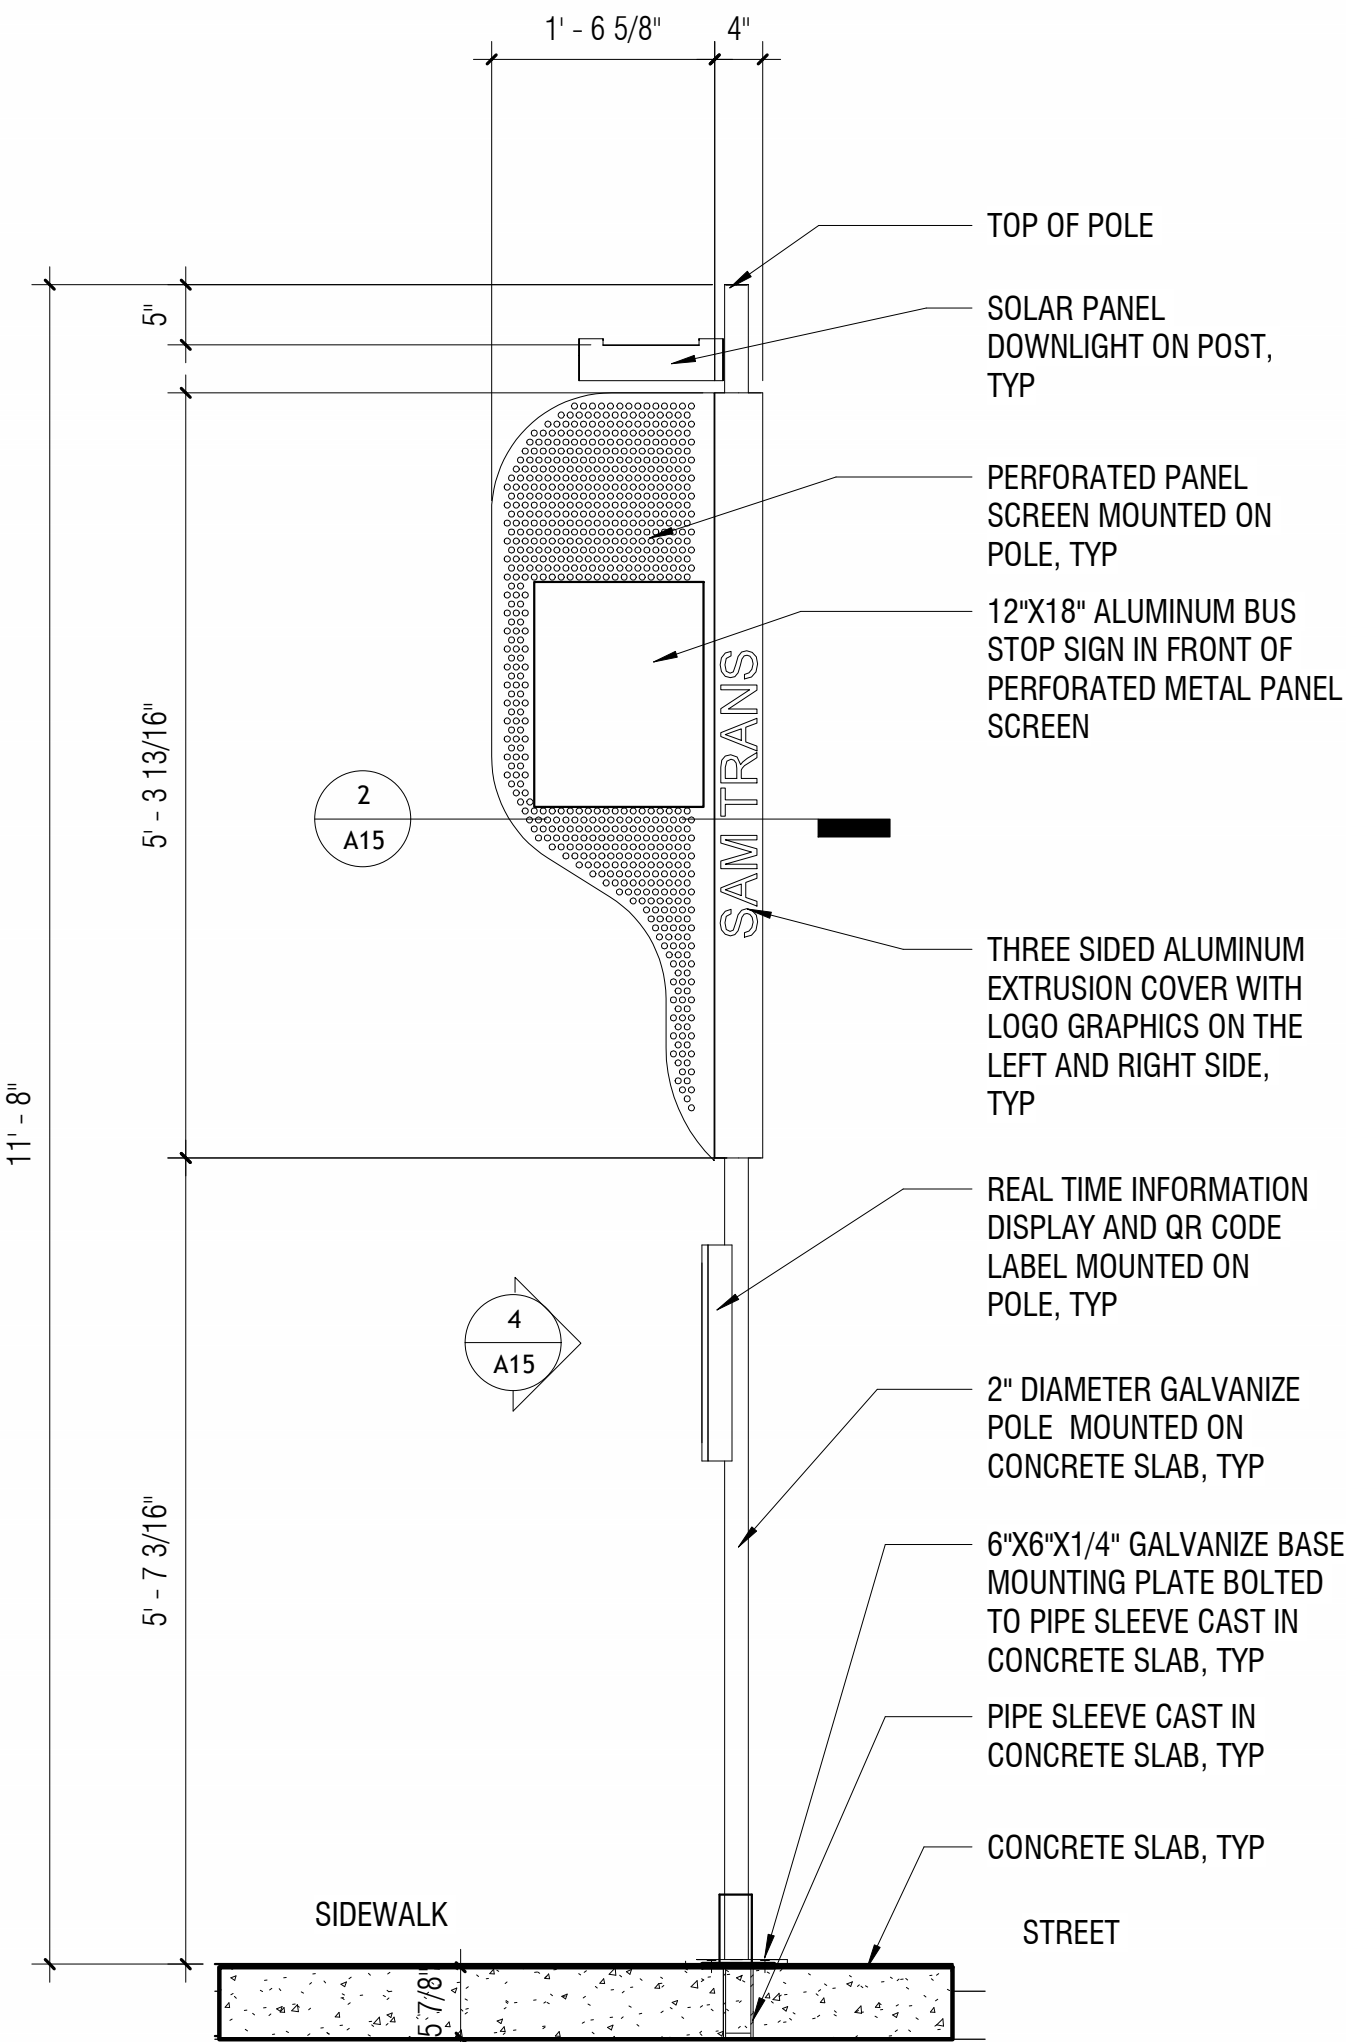 1' - 6 5/8"
4"
TOP OF POLE
5"
SOLAR PANEL
DOWNLIGHT ON POST,
TYP
PERFORATED PANEL
SCREEN MOUNTED ON
POLE, TYP
12"X18" ALUMINUM BUS
STOP SIGN IN FRONT OF
PERFORATED METAL PANEL
SCREEN
5' - 3 13/16"
SAM TRANS
2
A15
THREE SIDED ALUMINUM
EXTRUSION COVER WITH
LOGO GRAPHICS ON THE
LEFT AND RIGHT SIDE,
TYP
11' - 8"
REAL TIME INFORMATION
DISPLAY AND QR CODE
LABEL MOUNTED ON
POLE, TYP
4
A15
2" DIAMETER GALVANIZE
POLE MOUNTED ON
CONCRETE SLAB, TYP
5' - 7 3/16"
6"X6"X1/4" GALVANIZE BASE
MOUNTING PLATE BOLTED
TO PIPE SLEEVE CAST IN
CONCRETE SLAB, TYP
PIPE SLEEVE CAST IN
CONCRETE SLAB, TYP
CONCRETE SLAB, TYP
SIDEWALK
STREET
5 7/8"